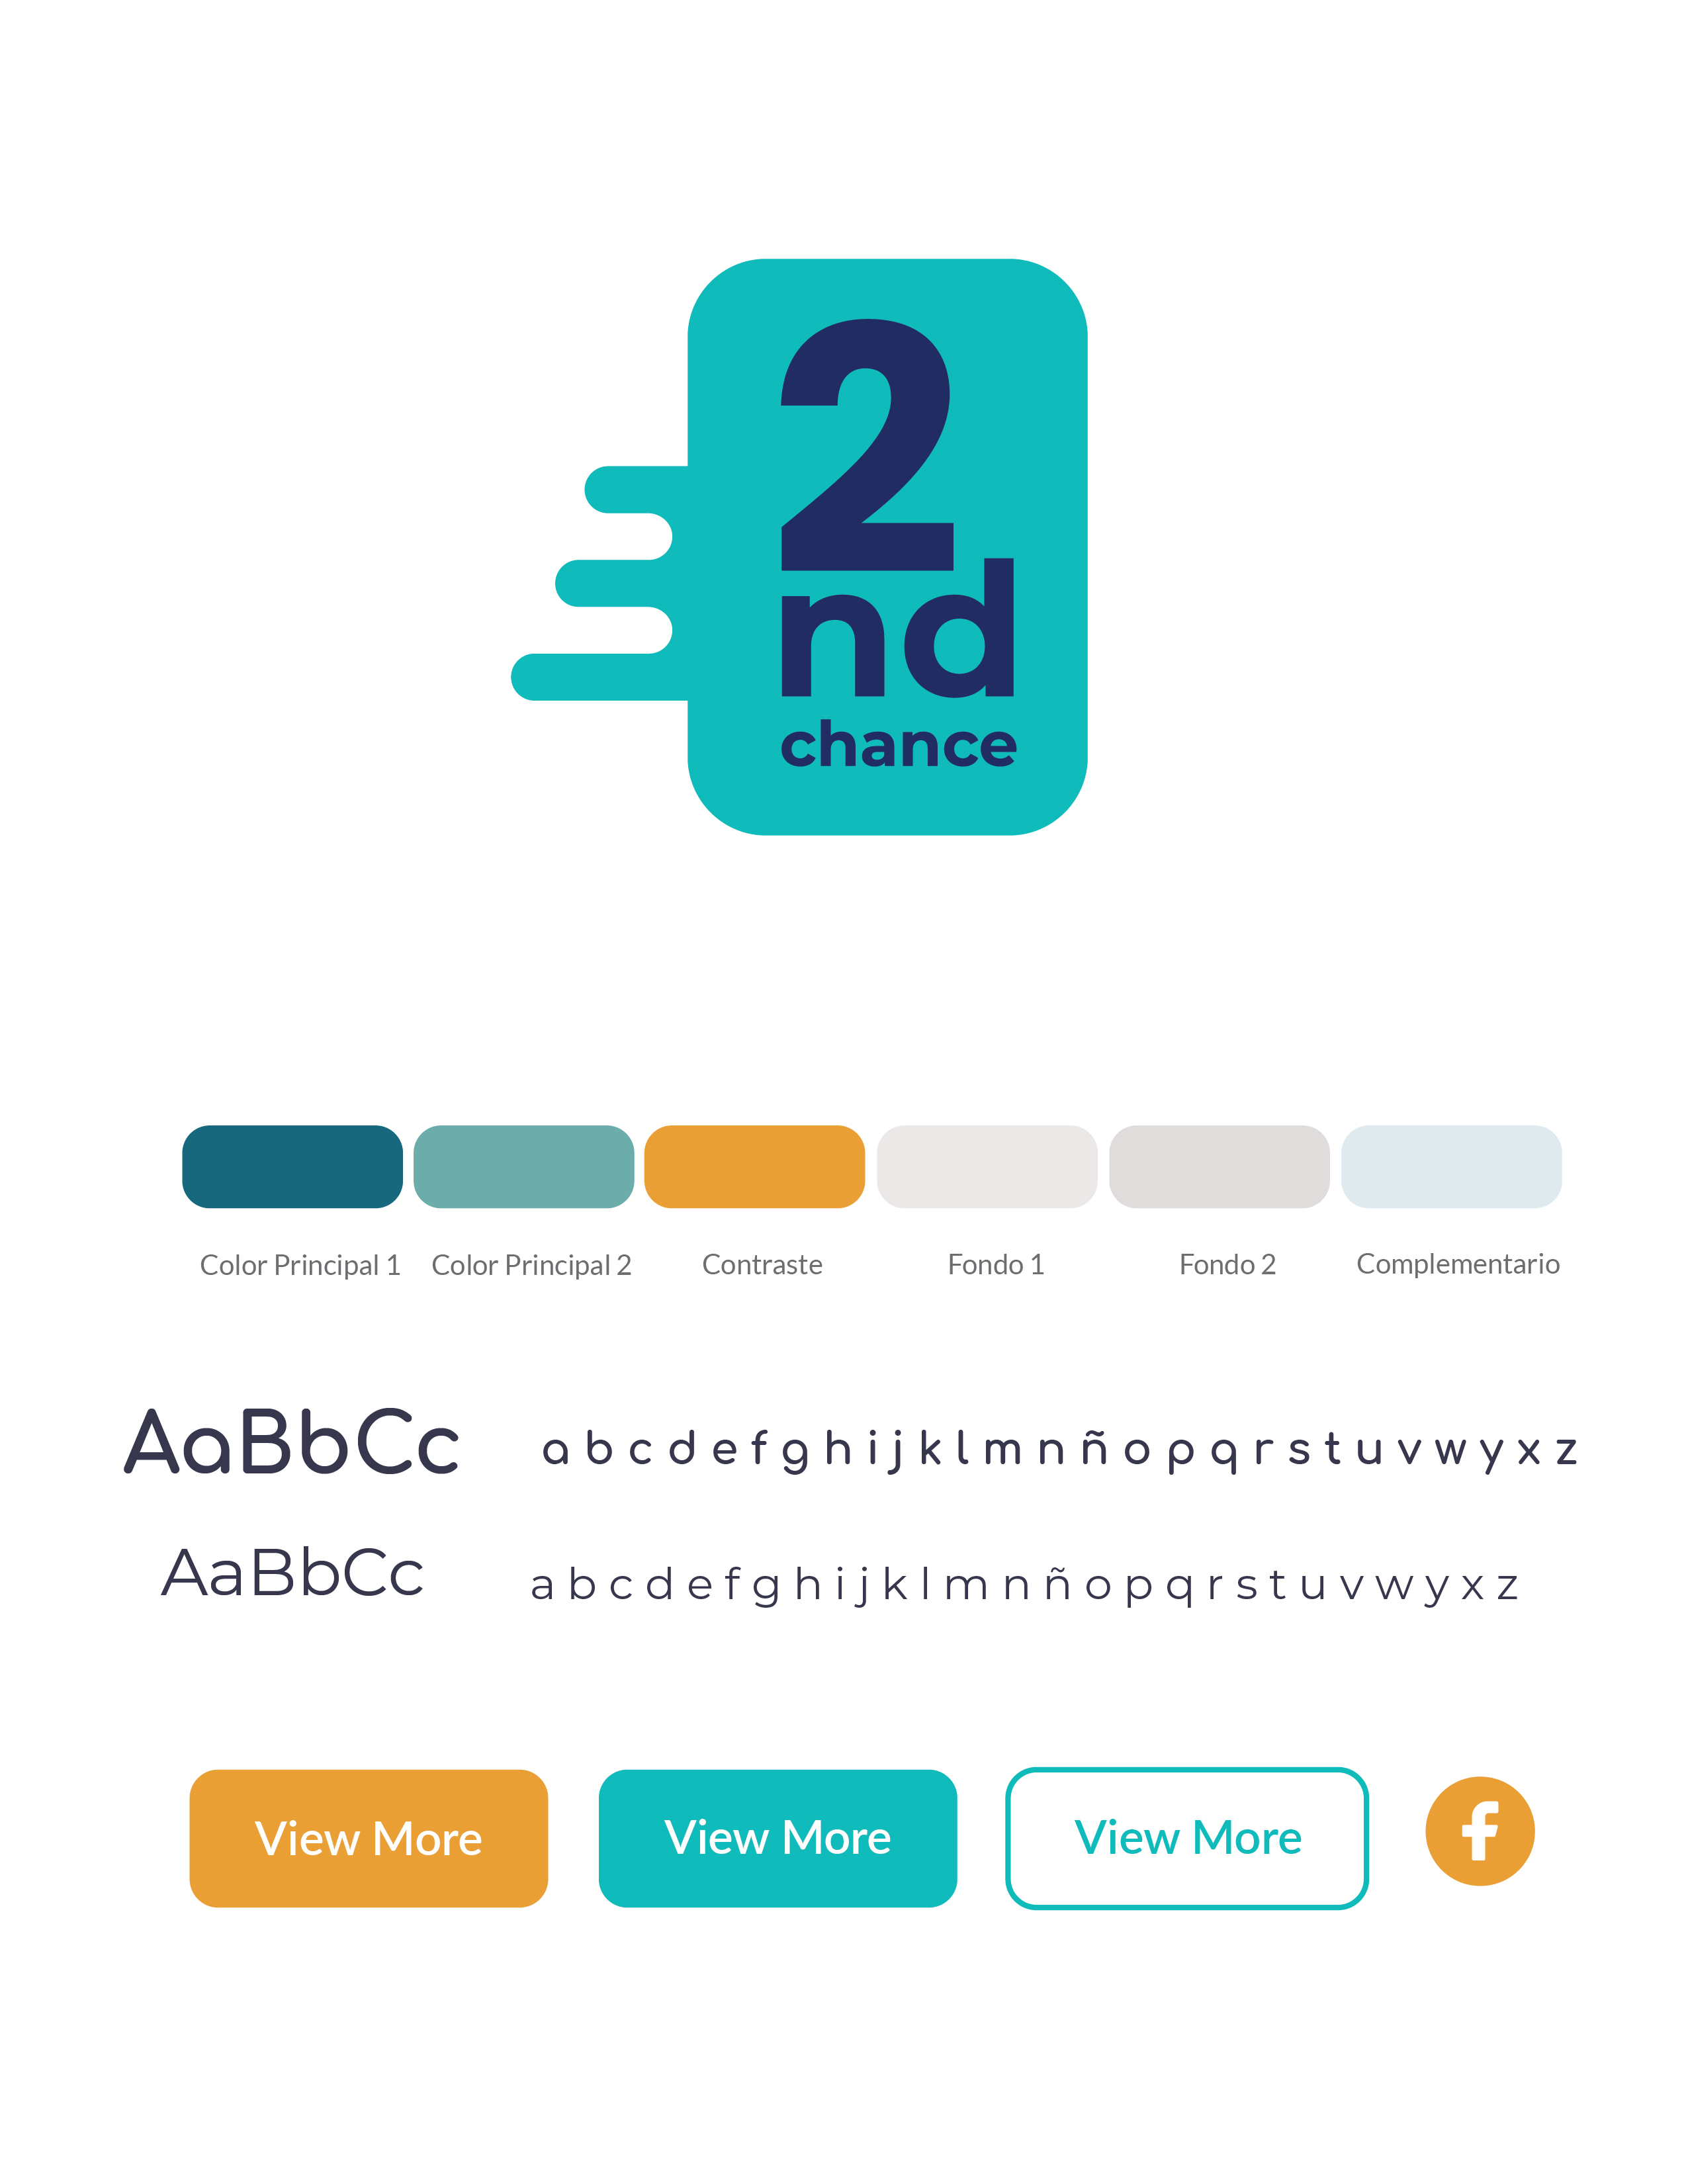 2
nd
chance
Color Principal 1 Color Principal 2 Contraste Fondo 1 Fondo 2 Complementario
AaBbCc a b c d e f g h i j k l m n ñ o p q r s t u v w y x z
AaBbCc a b c d e f g h i j k l m n ñ o p q r s t u v w y x z
View More View More View More f